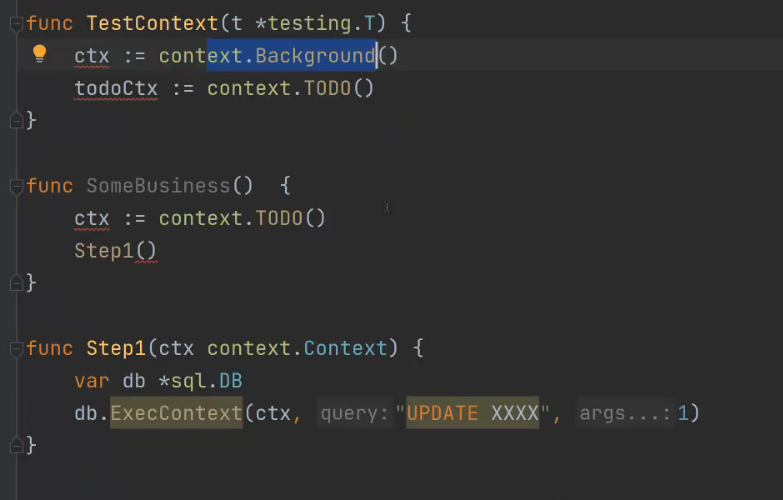 func TestContext(t *testing.T) {
ctx := context.Background()
todoCtx := context.TODO()
}
func SomeBusiness()  {
ctx := context.TODO()
Step1()
}
func Step1(ctx context.Context) {
var db *sql.DB
db.ExecContext(ctx, query: "UPDATE XXXX", args...: 1)
}